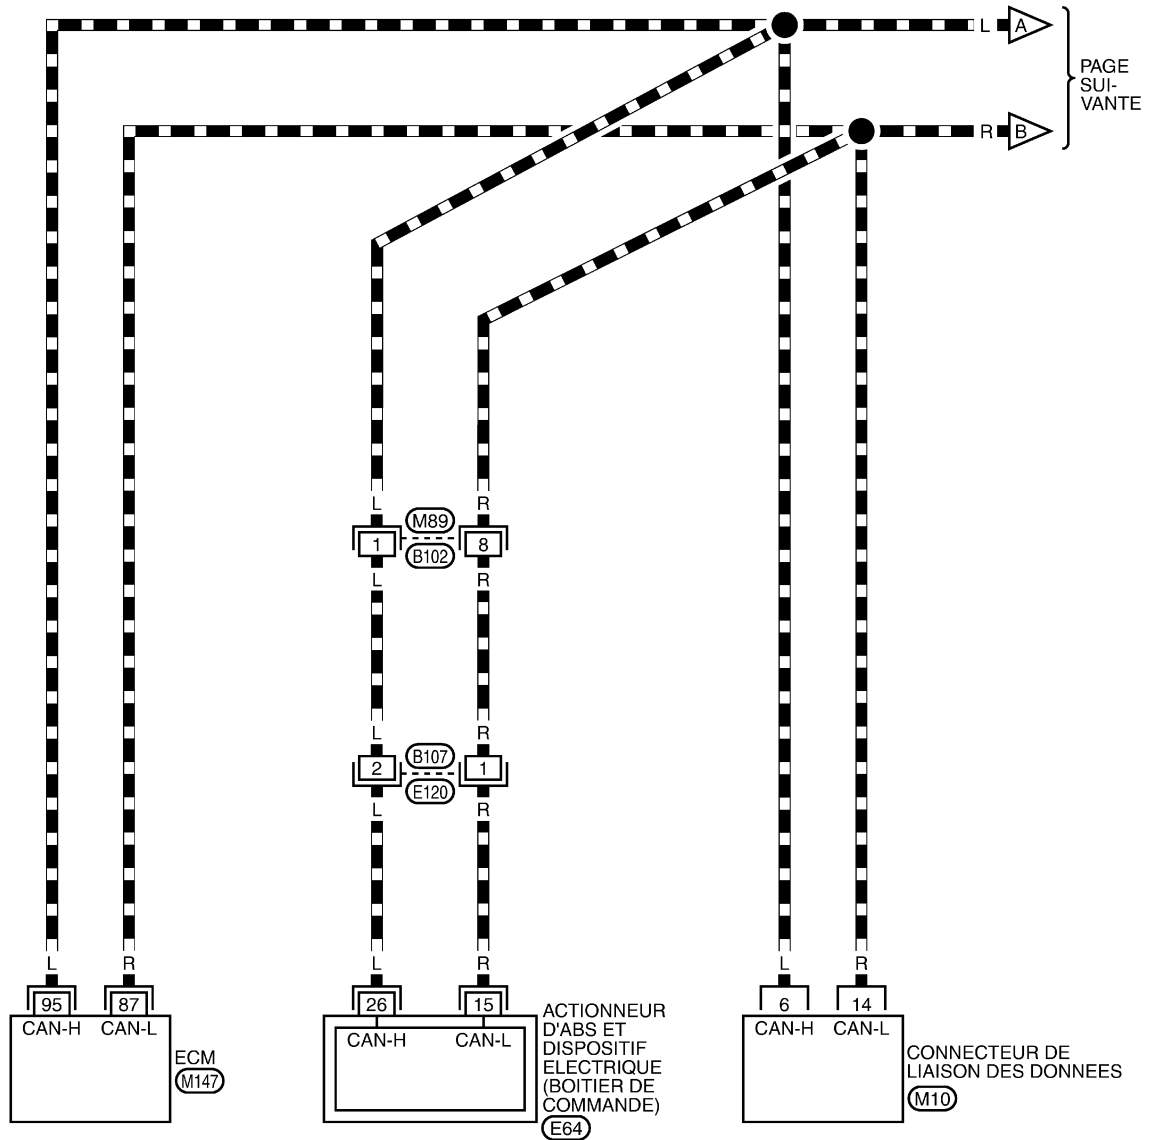 L A
PAGE
SUI-
VANTE
R B
L R
M89
1 8
B102
L R
L R
B107
2 1
E120
L R
L R L R L R
95 87 26 15 6 14
CAN-H CAN-L
ECM
M147
CAN-H CAN-L
ACTIONNEUR
D'ABS ET
DISPOSITIF
ELECTRIQUE
(BOITIER DE
COMMANDE)
E64
CAN-H CAN-L
CONNECTEUR DE
LIAISON DES DONNEES
M10